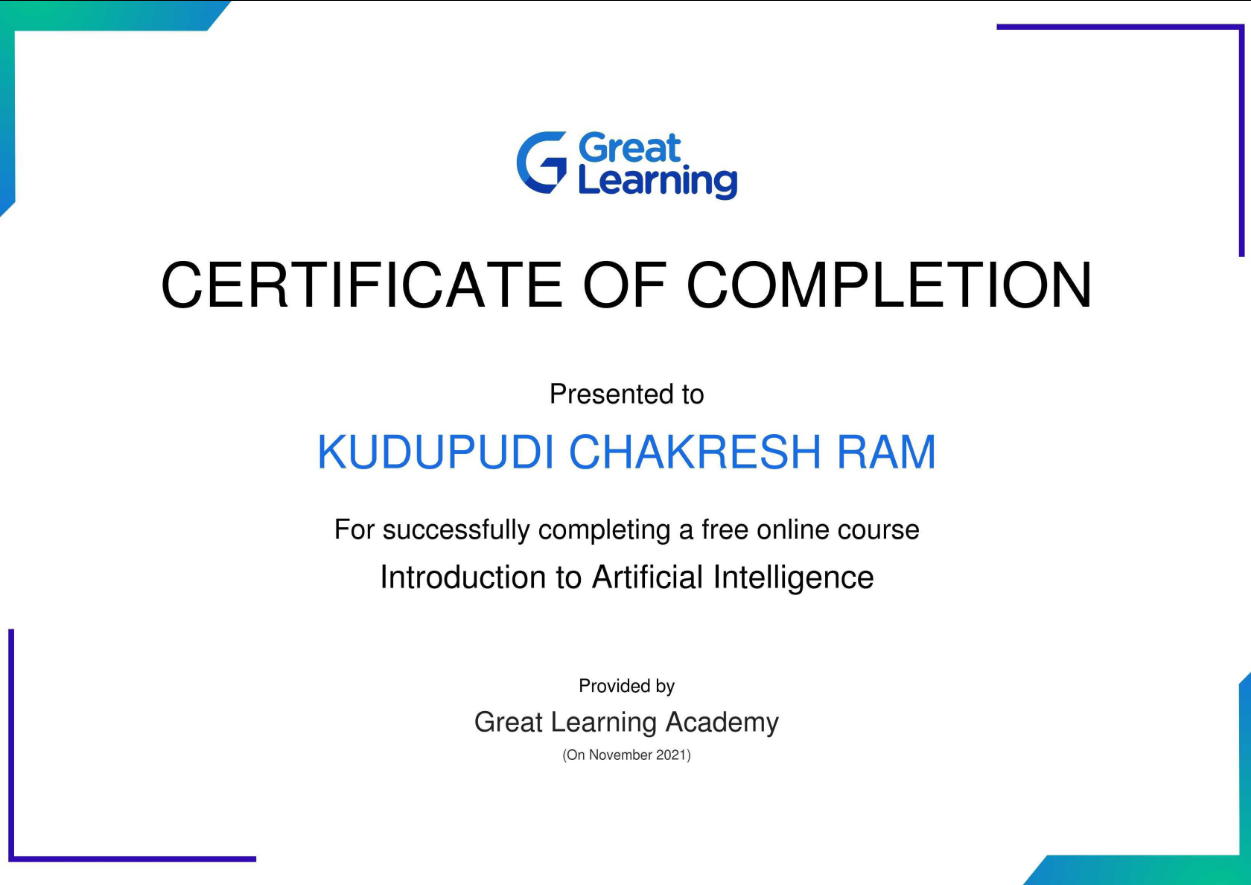 Great
Learning
CERTIFICATE OF COMPLETION
Presented to
KUDUPUDI CHAKRESH RAM
For successfully completing a free online course
Introduction to Artificial Intelligence
Provided by
Great Learning Academy
(On November 2021)